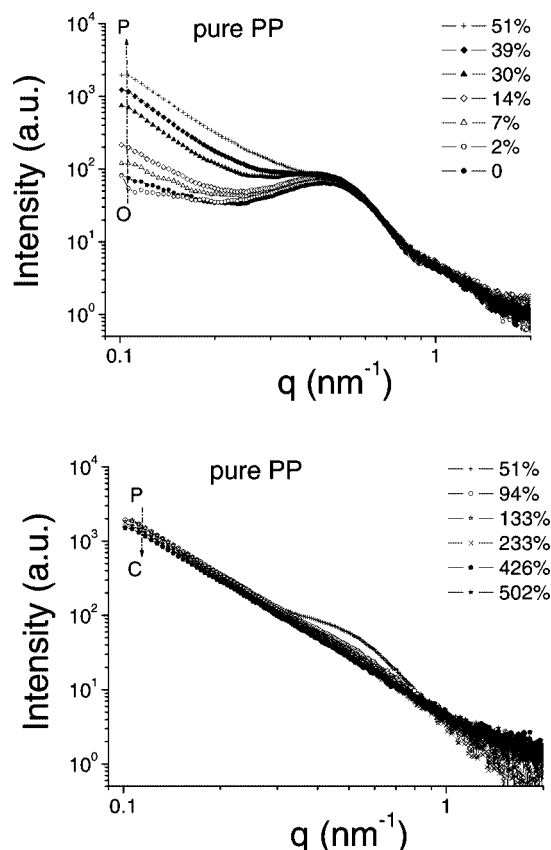 pure PP
P
O
51%
39%
30%
14%
7%
2%
0
10⁴
10³
10²
10¹
10⁰
Intensity (a.u.)
0.1
1
q (nm⁻¹)
pure PP
P
C
51%
94%
133%
233%
426%
502%
10⁴
10³
10²
10¹
10⁰
Intensity (a.u.)
0.1
1
q (nm⁻¹)